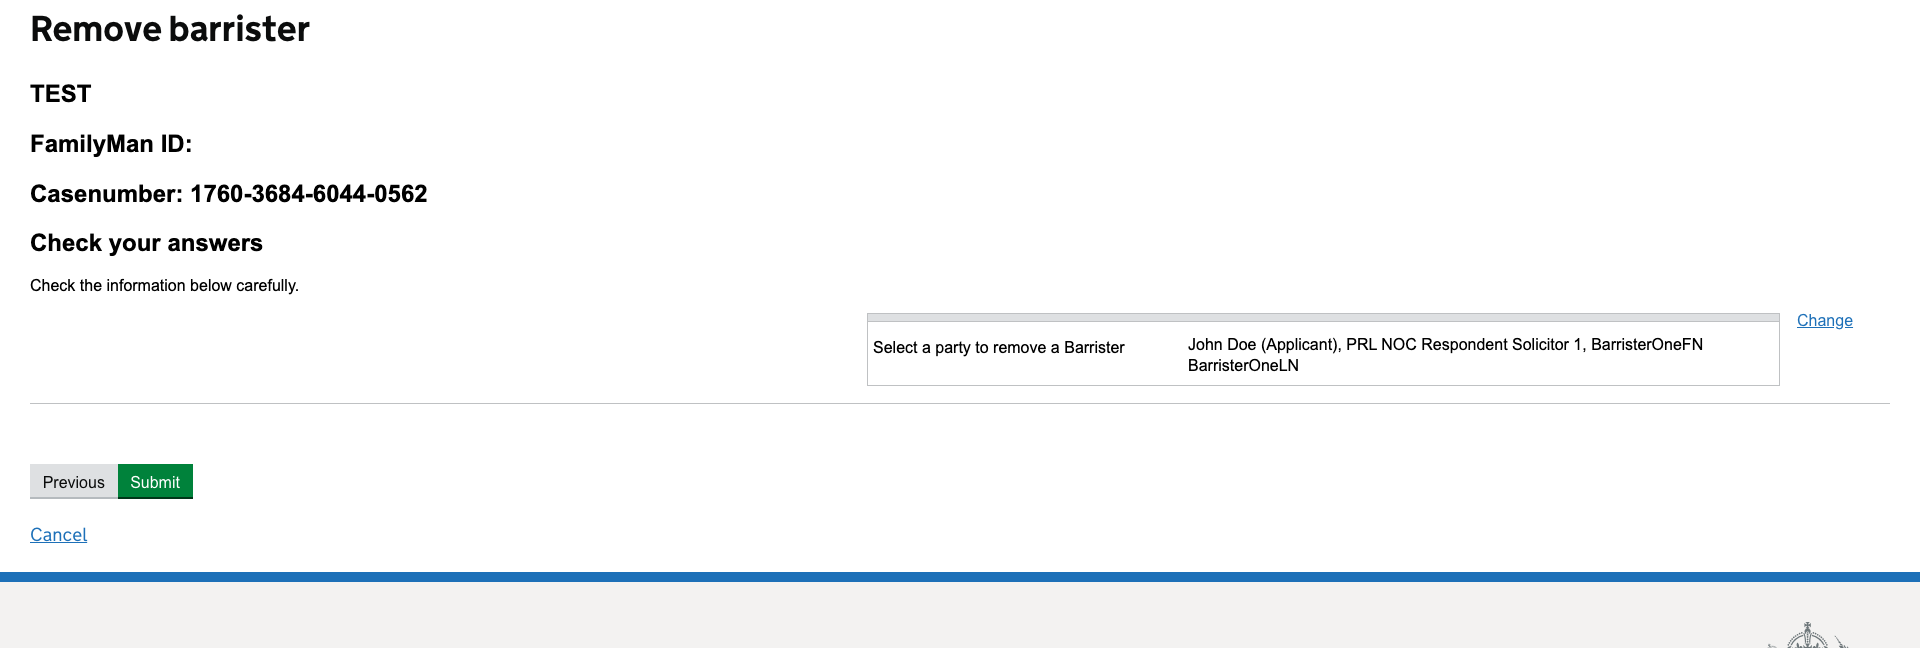 Remove barrister
TEST
FamilyMan ID:
Casenumber: 1760-3684-6044-0562
Check your answers
Check the information below carefully.
Change
Select a party to remove a Barrister
John Doe (Applicant), PRL NOC Respondent Solicitor 1, BarristerOneFN
BarristerOneLN
Previous
Submit
Cancel